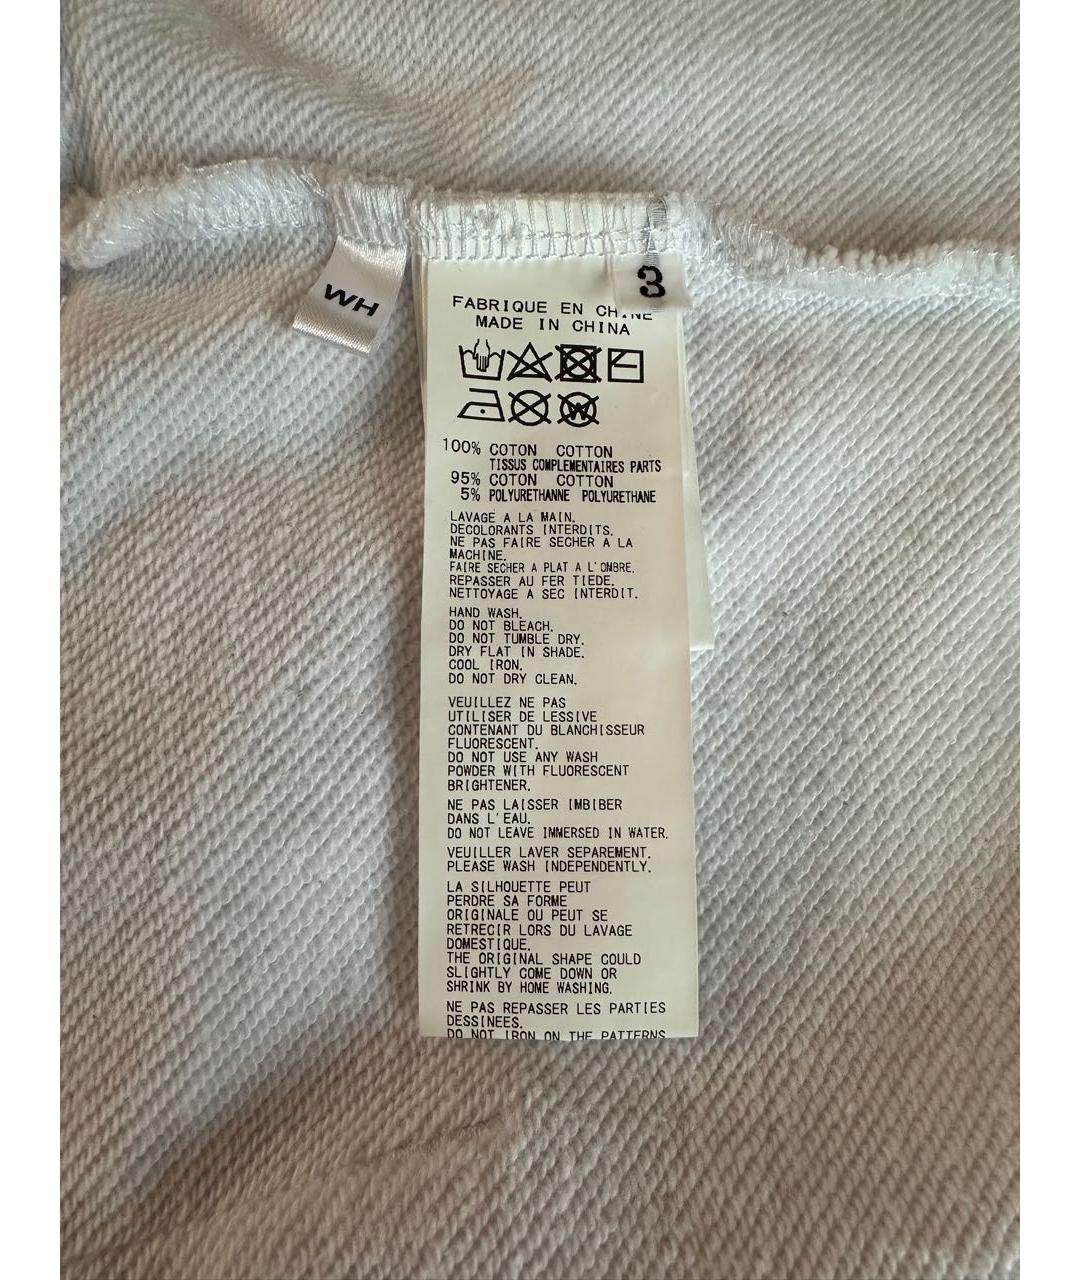 WH
3
FABRIQUE EN CHINE
MADE IN CHINA
W
100% COTON COTTON
TISSUS COMPLEMENTAIRES PARTS
95% COTON COTTON
5% POLYURETHANNE POLYURETHANE
LAVAGE A LA MAIN.
DECOLORANTS INTERDITS.
NE PAS FAIRE SECHER A LA
MACHINE.
FAIRE SECHER A PLAT A L'OMBRE.
REPASSER AU FER TIEDE.
NETTOYAGE A SEC INTERDIT.
HAND WASH.
DO NOT BLEACH.
DO NOT TUMBLE DRY.
DRY FLAT IN SHADE.
COOL IRON.
DO NOT DRY CLEAN.
VEUILLEZ NE PAS
UTILISER DE LESSIVE
CONTENANT DU BLANCHISSEUR
FLUORESCENT.
DO NOT USE ANY WASH
POWDER WITH FLUORESCENT
BRIGHTENER.
NE PAS LAISSER IMBIBER
DANS L'EAU.
DO NOT LEAVE IMMERSED IN WATER.
VEUILLER LAVER SEPAREMENT.
PLEASE WASH INDEPENDENTLY.
LA SILHOUETTE PEUT
PERDRE SA FORME
ORIGINALE OU PEUT SE
RETRECIR LORS DU LAVAGE
DOMESTIQUE.
THE ORIGINAL SHAPE COULD
SLIGHTLY COME DOWN OR
SHRINK BY HOME WASHING.
NE PAS REPASSER LES PARTIES
DESSINEES.
DO NOT IRON ON THE PATTERNS